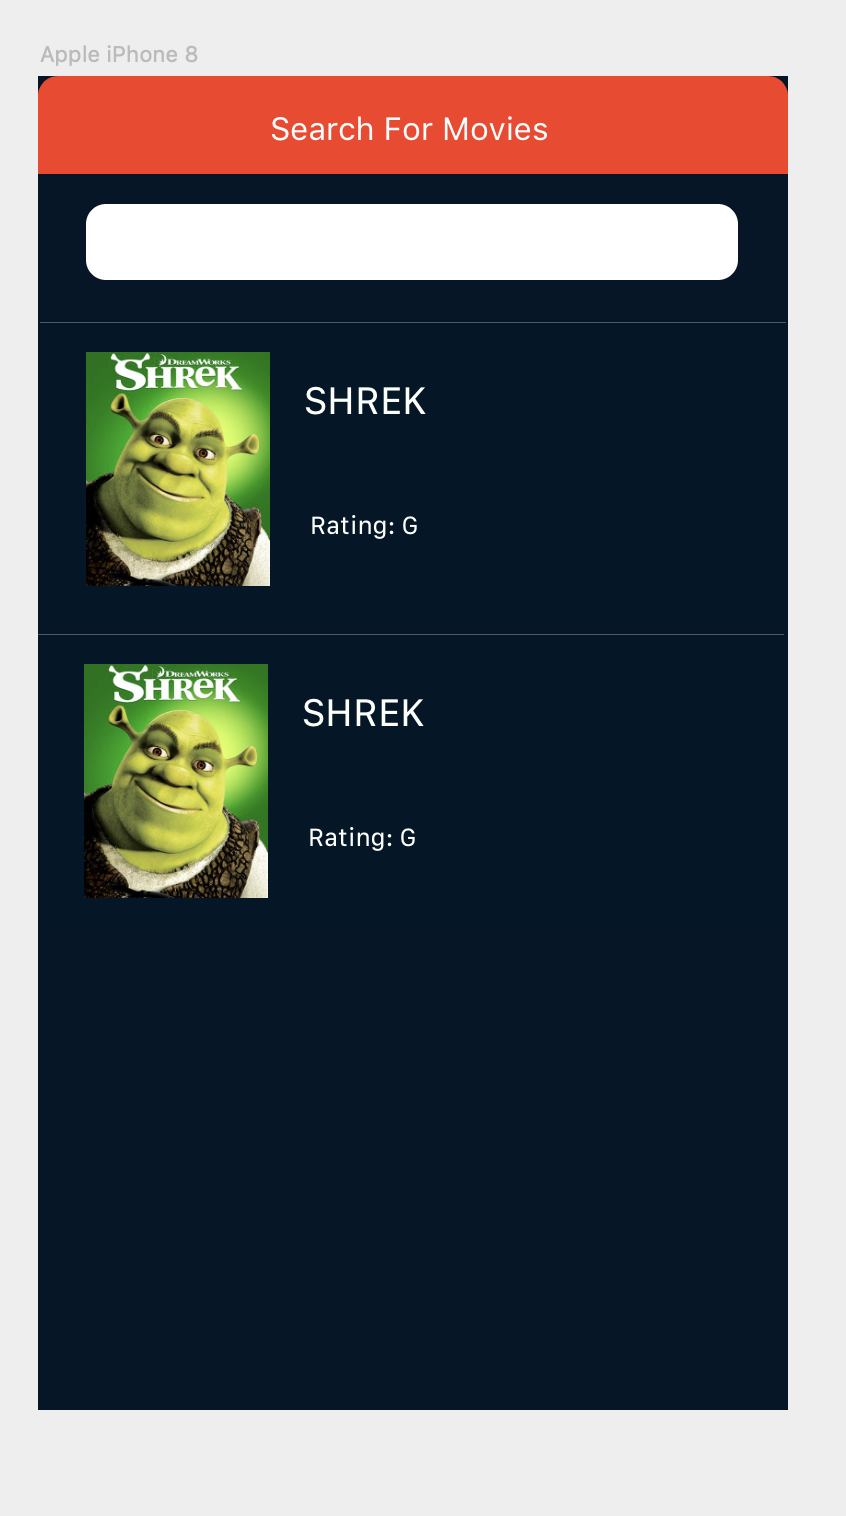 Apple iPhone 8
Search For Movies
DREAMWORKS
SHREK
SHREK
Rating: G
DREAMWORKS
SHREK
SHREK
Rating: G